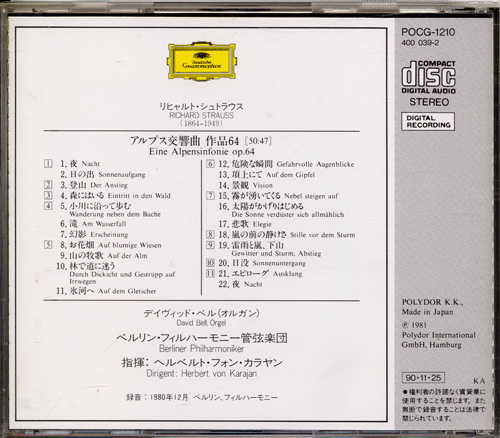 POCG-1210
400 039-2
Deutsche
Grammophon
COMPACT
disc
DIGITAL AUDIO
STEREO
DIGITAL
RECORDING
リヒャルト・シュトラウス
RICHARD STRAUSS
(1864-1949)
アルプス交響曲 作品64 [50:47]
Eine Alpensinfonie op.64
1 1. 夜 Nacht
2. 日の出 Sonnenaufgang
2 3. 登山 Der Anstieg
3 4. 森にはいる Eintritt in den Wald
4 5. 小川に沿って歩む
Wanderung neben dem Bache
6. 滝 Am Wasserfall
7. 幻影 Erscheinung
5 8. お花畑 Auf blumige Wiesen
9. 山の牧歌 Auf der Alm
10. 林で道に迷う
Durch Dickicht und Gestrüpp auf
Irrwegen
11. 氷河へ Auf dem Gletscher
6 12. 危険な瞬間 Gefahrvolle Augenblicke
13. 頂上にて Auf dem Gipfel
14. 景観 Vision
7 15. 霧が湧いてくる Nebel steigen auf
16. 太陽がかげりはじめる
Die Sonne verdüster sich allmählich
17. 悲歌 Elegie
8 18. 嵐の前の静けさ Stille vor dem Sturm
9 19. 雷雨と嵐、下山
Gewitter und Sturm, Abstieg
10 20. 日没 Sonnenuntergang
11 21. エピローグ Ausklang
22. 夜 Nacht
デイヴィッド・ベル(オルガン)
David Bell, Orgel
ベルリン・フィルハーモニー管弦楽団
Berliner Philharmoniker
指揮:ヘルベルト・フォン・カラヤン
Dirigent: Herbert von Karajan
録音:1980年12月 ベルリン、フィルハーモニー
POLYDOR K.K.,
Made in Japan
Ⓟ 1981
Polydor International
GmbH, Hamburg
90・11・25
KA
● 権利者の許諾なく賃貸業に
使用することを禁じます。また
無断で録音することは法律で
禁じられています。